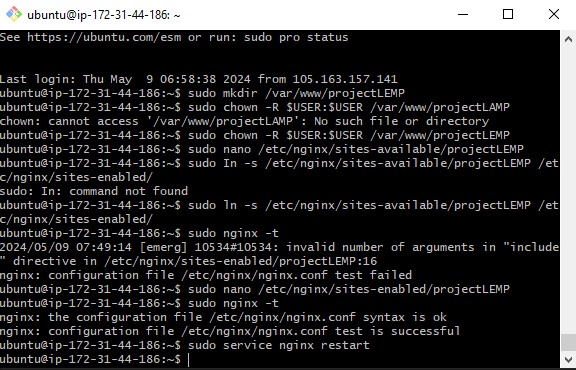 ubuntu@ip-172-31-44-186: ~
See https://ubuntu.com/esm or run: sudo pro status
Last login: Thu May  9 06:58:38 2024 from 105.163.157.141
ubuntu@ip-172-31-44-186:~$ sudo mkdir /var/www/projectLEMP
ubuntu@ip-172-31-44-186:~$ sudo chown -R $USER:$USER /var/www/projectLAMP
chown: cannot access '/var/www/projectLAMP': No such file or directory
ubuntu@ip-172-31-44-186:~$ sudo chown -R $USER:$USER /var/www/projectLEMP
ubuntu@ip-172-31-44-186:~$ sudo nano /etc/nginx/sites-available/projectLEMP
ubuntu@ip-172-31-44-186:~$ sudo In -s /etc/nginx/sites-available/projectLEMP /et
c/nginx/sites-enabled/
sudo: In: command not found
ubuntu@ip-172-31-44-186:~$ sudo ln -s /etc/nginx/sites-available/projectLEMP /et
c/nginx/sites-enabled/
ubuntu@ip-172-31-44-186:~$ sudo nginx -t
2024/05/09 07:49:14 [emerg] 10534#10534: invalid number of arguments in "include
" directive in /etc/nginx/sites-enabled/projectLEMP:16
nginx: configuration file /etc/nginx/nginx.conf test failed
ubuntu@ip-172-31-44-186:~$ sudo nano /etc/nginx/sites-enabled/projectLEMP
ubuntu@ip-172-31-44-186:~$ sudo nginx -t
nginx: the configuration file /etc/nginx/nginx.conf syntax is ok
nginx: configuration file /etc/nginx/nginx.conf test is successful
ubuntu@ip-172-31-44-186:~$ sudo service nginx restart
ubuntu@ip-172-31-44-186:~$